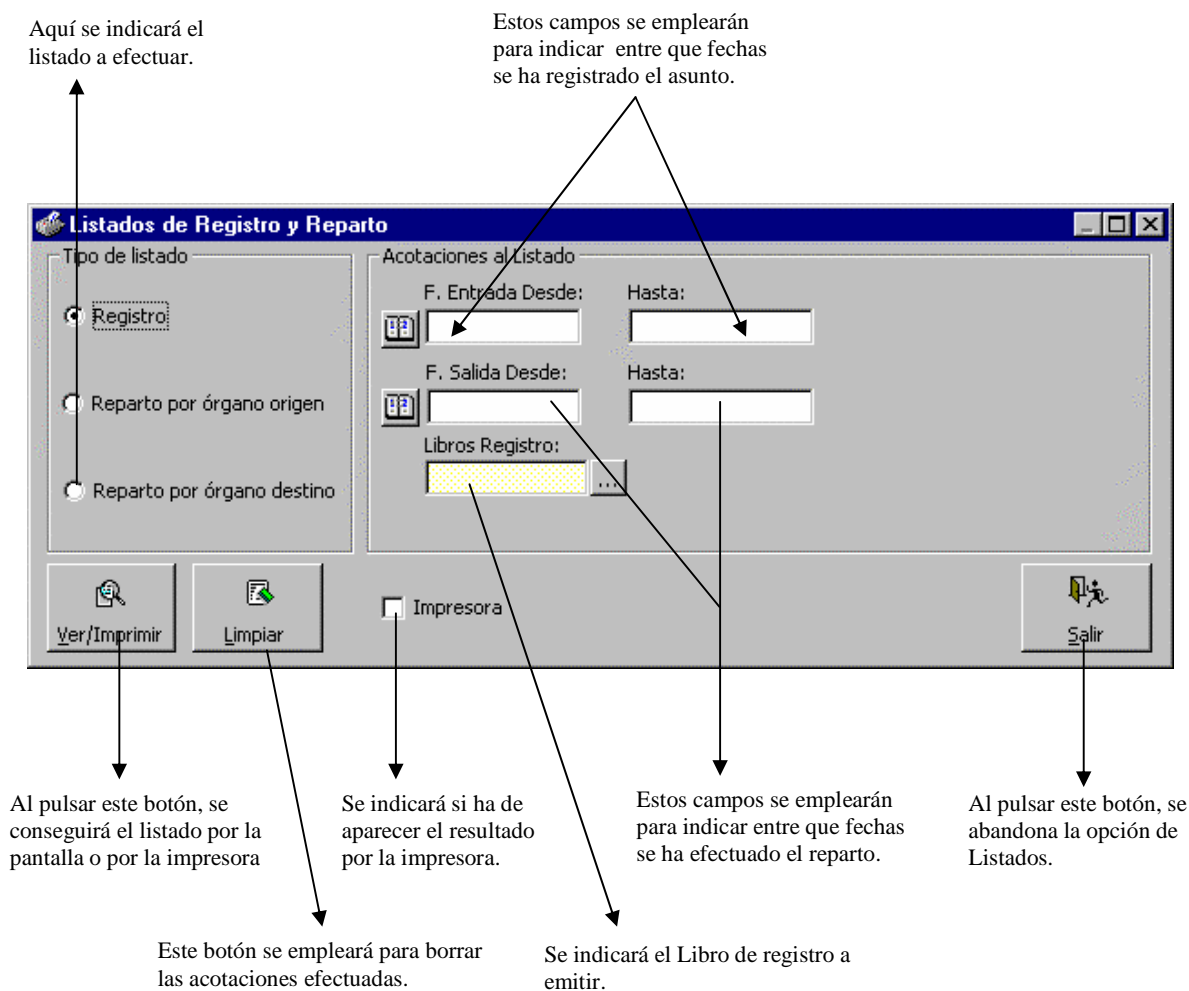 Aquí se indicará el
listado a efectuar.
Estos campos se emplearán
para indicar entre que fechas
se ha registrado el asunto.
Listados de Registro y Reparto
Tipo de listado
Registro
Reparto por órgano origen
Reparto por órgano destino
Acotaciones al Listado
F. Entrada Desde:
Hasta:
F. Salida Desde:
Hasta:
Libros Registro:
...
Ver/Imprimir
Limpiar
Impresora
Salir
Al pulsar este botón, se
conseguirá el listado por la
pantalla o por la impresora
Se indicará si ha de
aparecer el resultado
por la impresora.
Estos campos se emplearán
para indicar entre que fechas
se ha efectuado el reparto.
Al pulsar este botón, se
abandona la opción de
Listados.
Este botón se empleará para borrar
las acotaciones efectuadas.
Se indicará el Libro de registro a
emitir.